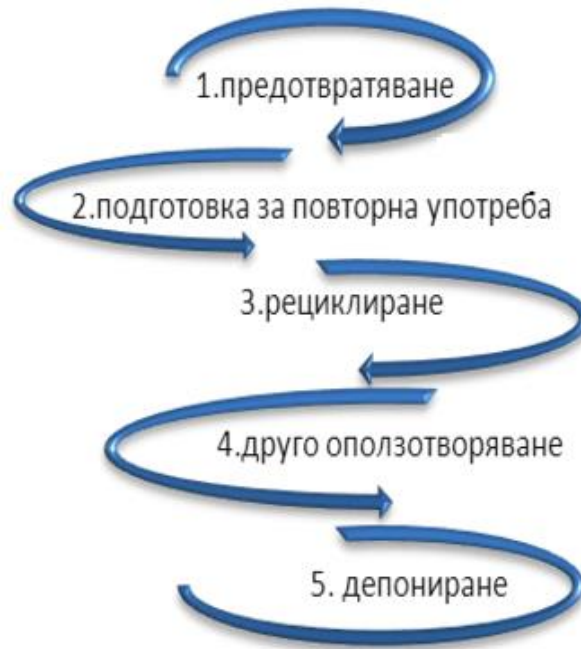 1.предотвратяване
2.подготовка за повторна употреба
3.рециклиране
4.друго оползотворяване
5. депониране